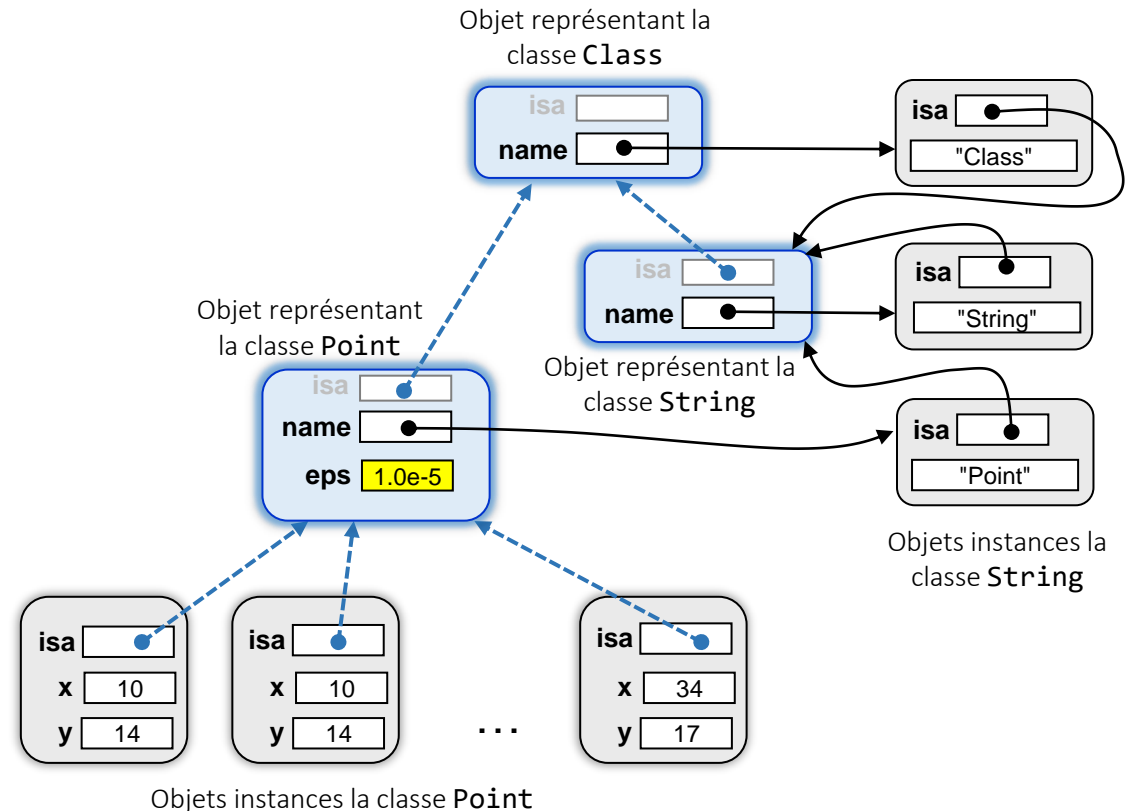 Objet représentant la
classe Class
isa
name
isa
"Class"
isa
name
isa
"String"
Objet représentant
la classe Point
Objet représentant la
classe String
isa
name
eps 1.0e-5
isa
"Point"
Objets instances la
classe String
isa
x 10
y 14
isa
x 10
y 14
...
isa
x 34
y 17
Objets instances la classe Point